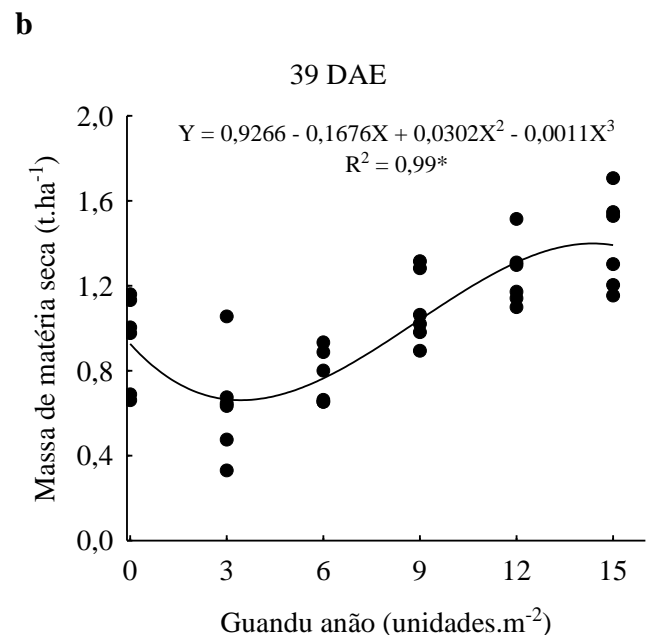 b
39 DAE
Y = 0,9266 - 0,1676X + 0,0302X² - 0,0011X³
R² = 0,99*
Massa de matéria seca (t.ha⁻¹)
2,0
1,6
1,2
0,8
0,4
0,0
0 3 6 9 12 15
Guandu anão (unidades.m⁻²)